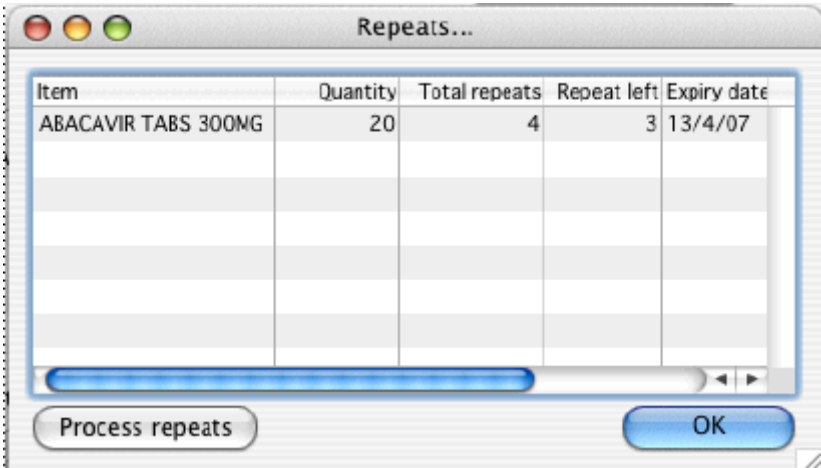 Repeats...
Item Quantity Total repeats Repeat left Expiry date
ABACAVIR TABS 300MG 20 4 3 13/4/07
Process repeats OK